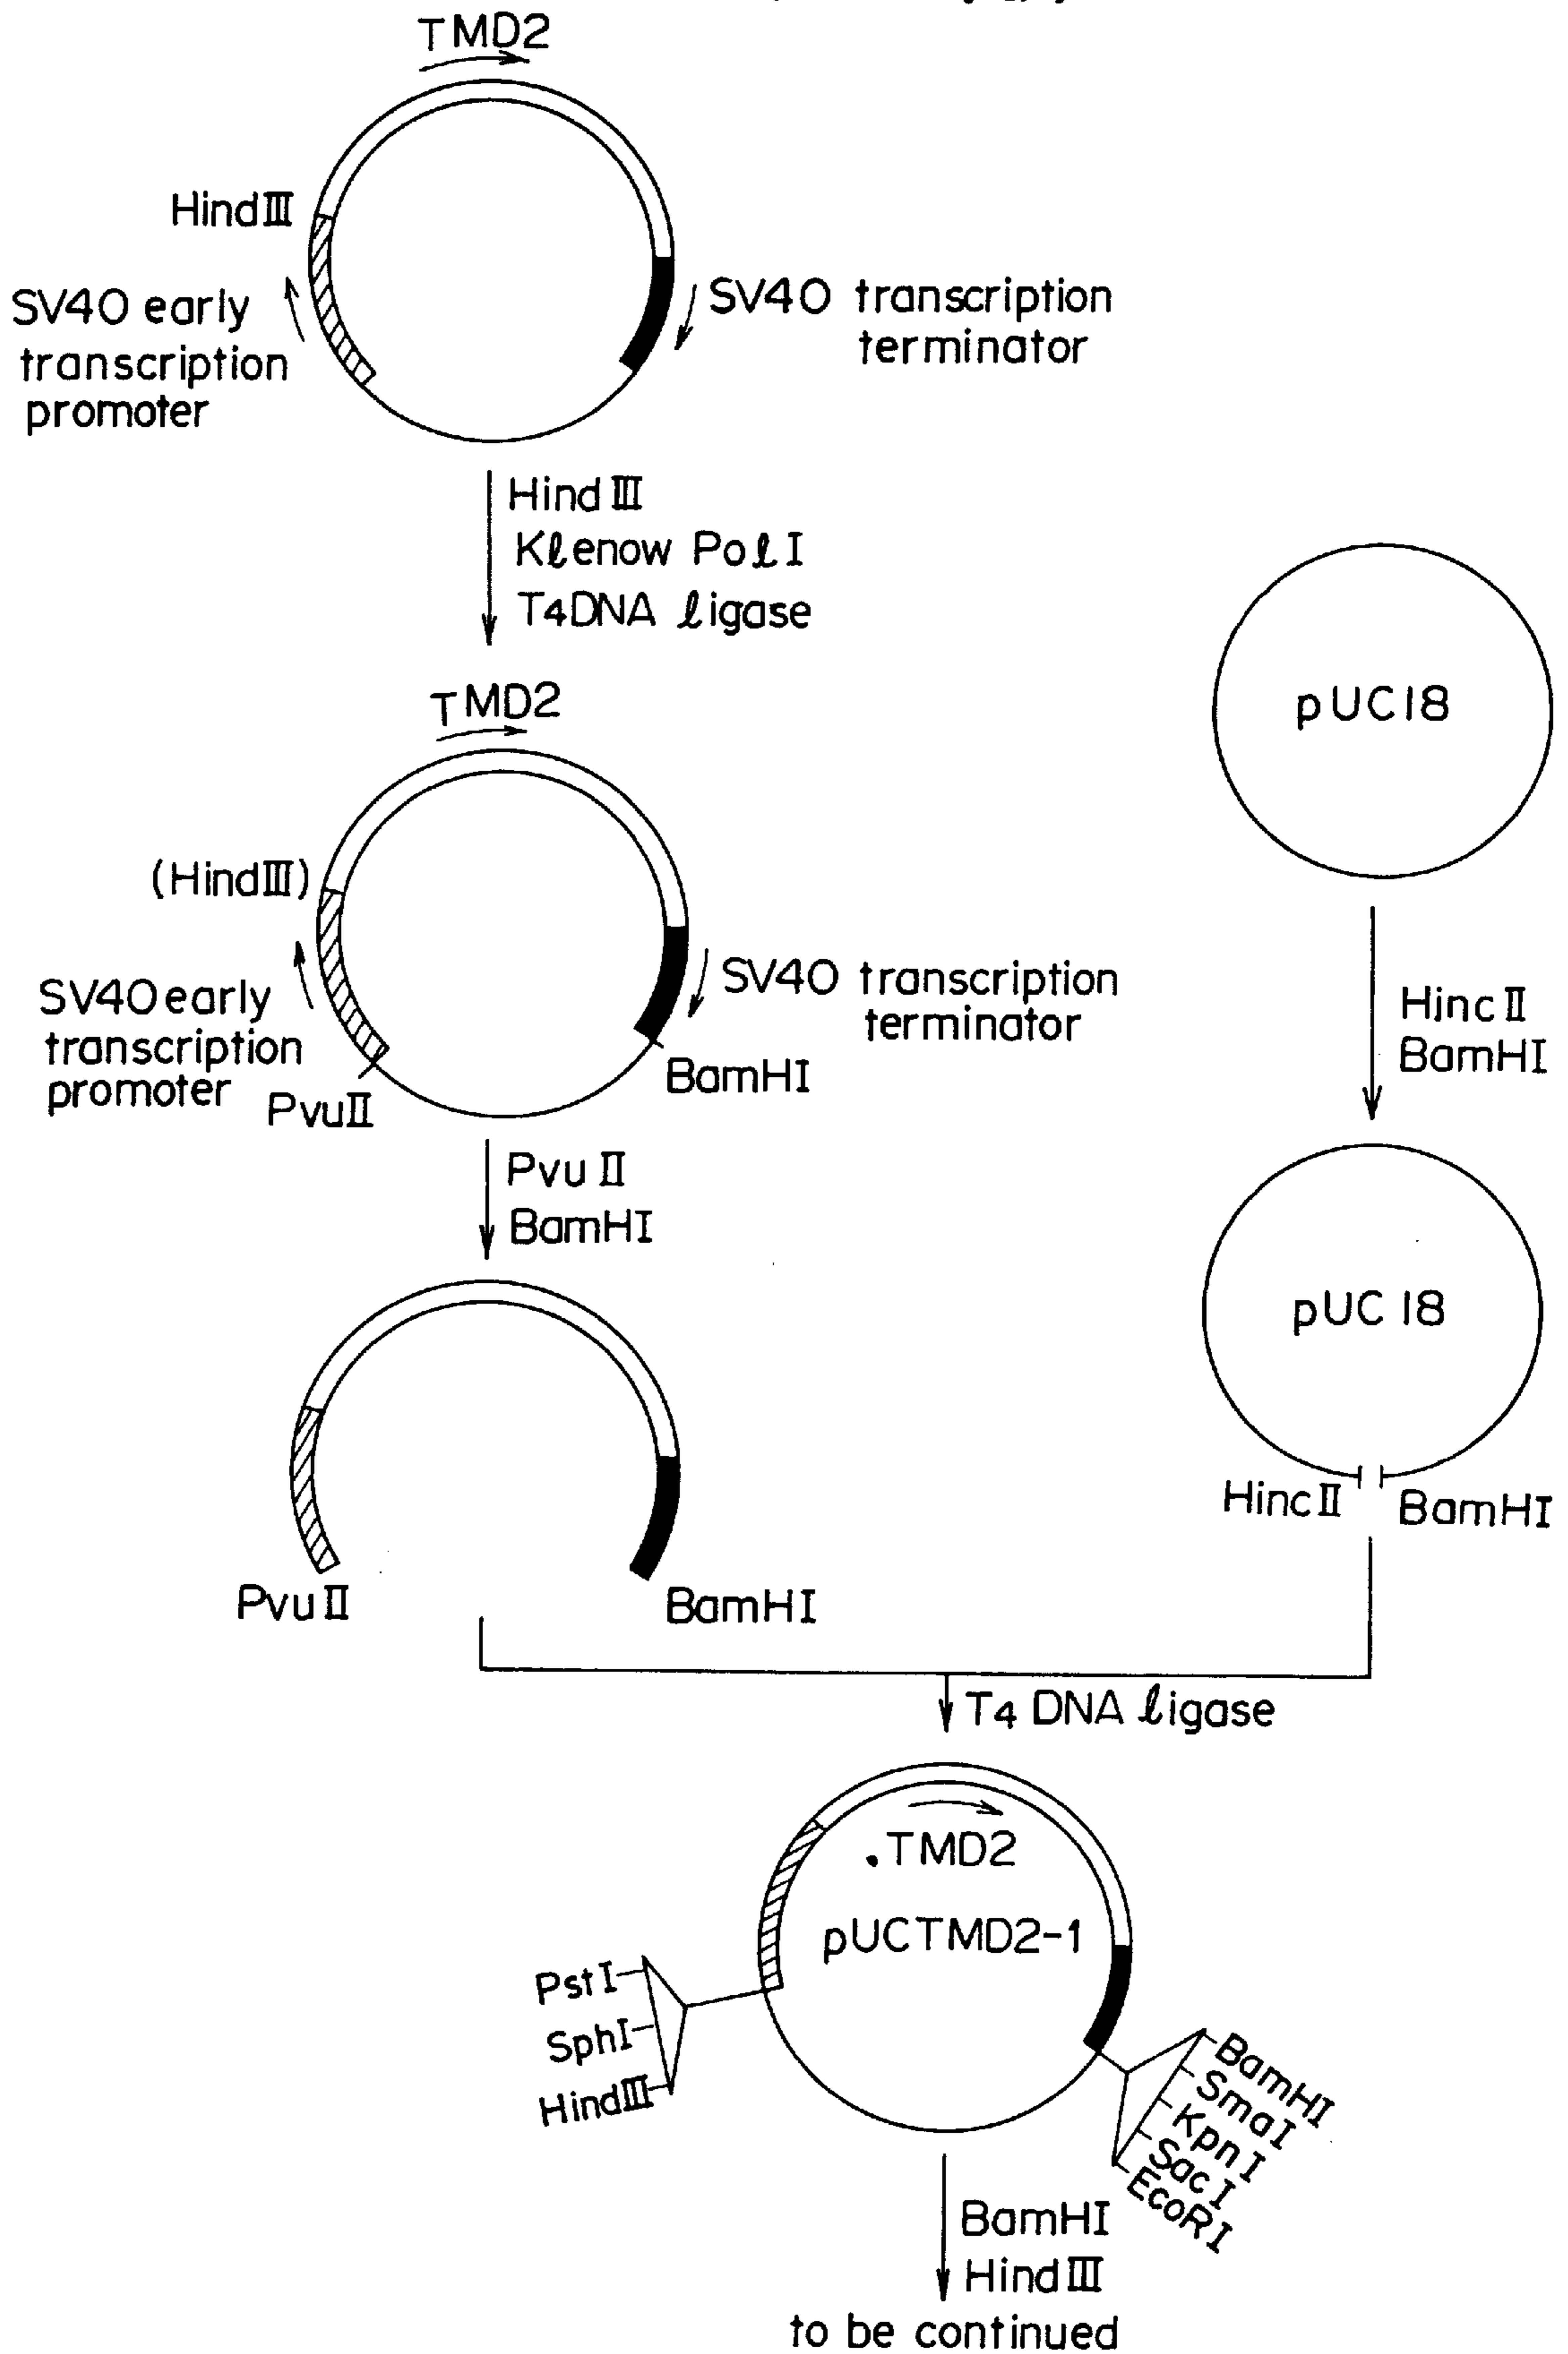 TMD2
HindIII
SV40 early
transcription
promoter
SV40 transcription
terminator
HindIII
Klenow PolI
T4DNA ligase
TMD2
pUC18
(HindIII)
SV40 early
transcription
promoter
PvuII
SV40 transcription
terminator
BamHI
HincII
BamHI
PvuII
BamHI
pUC18
HincII
BamHI
PvuII
BamHI
T4 DNA ligase
.TMD2
pUCTMD2-1
PstI
SphI
HindIII
BamHI
SmaI
KpnI
SacI
EcoRI
BamHI
HindIII
to be continued